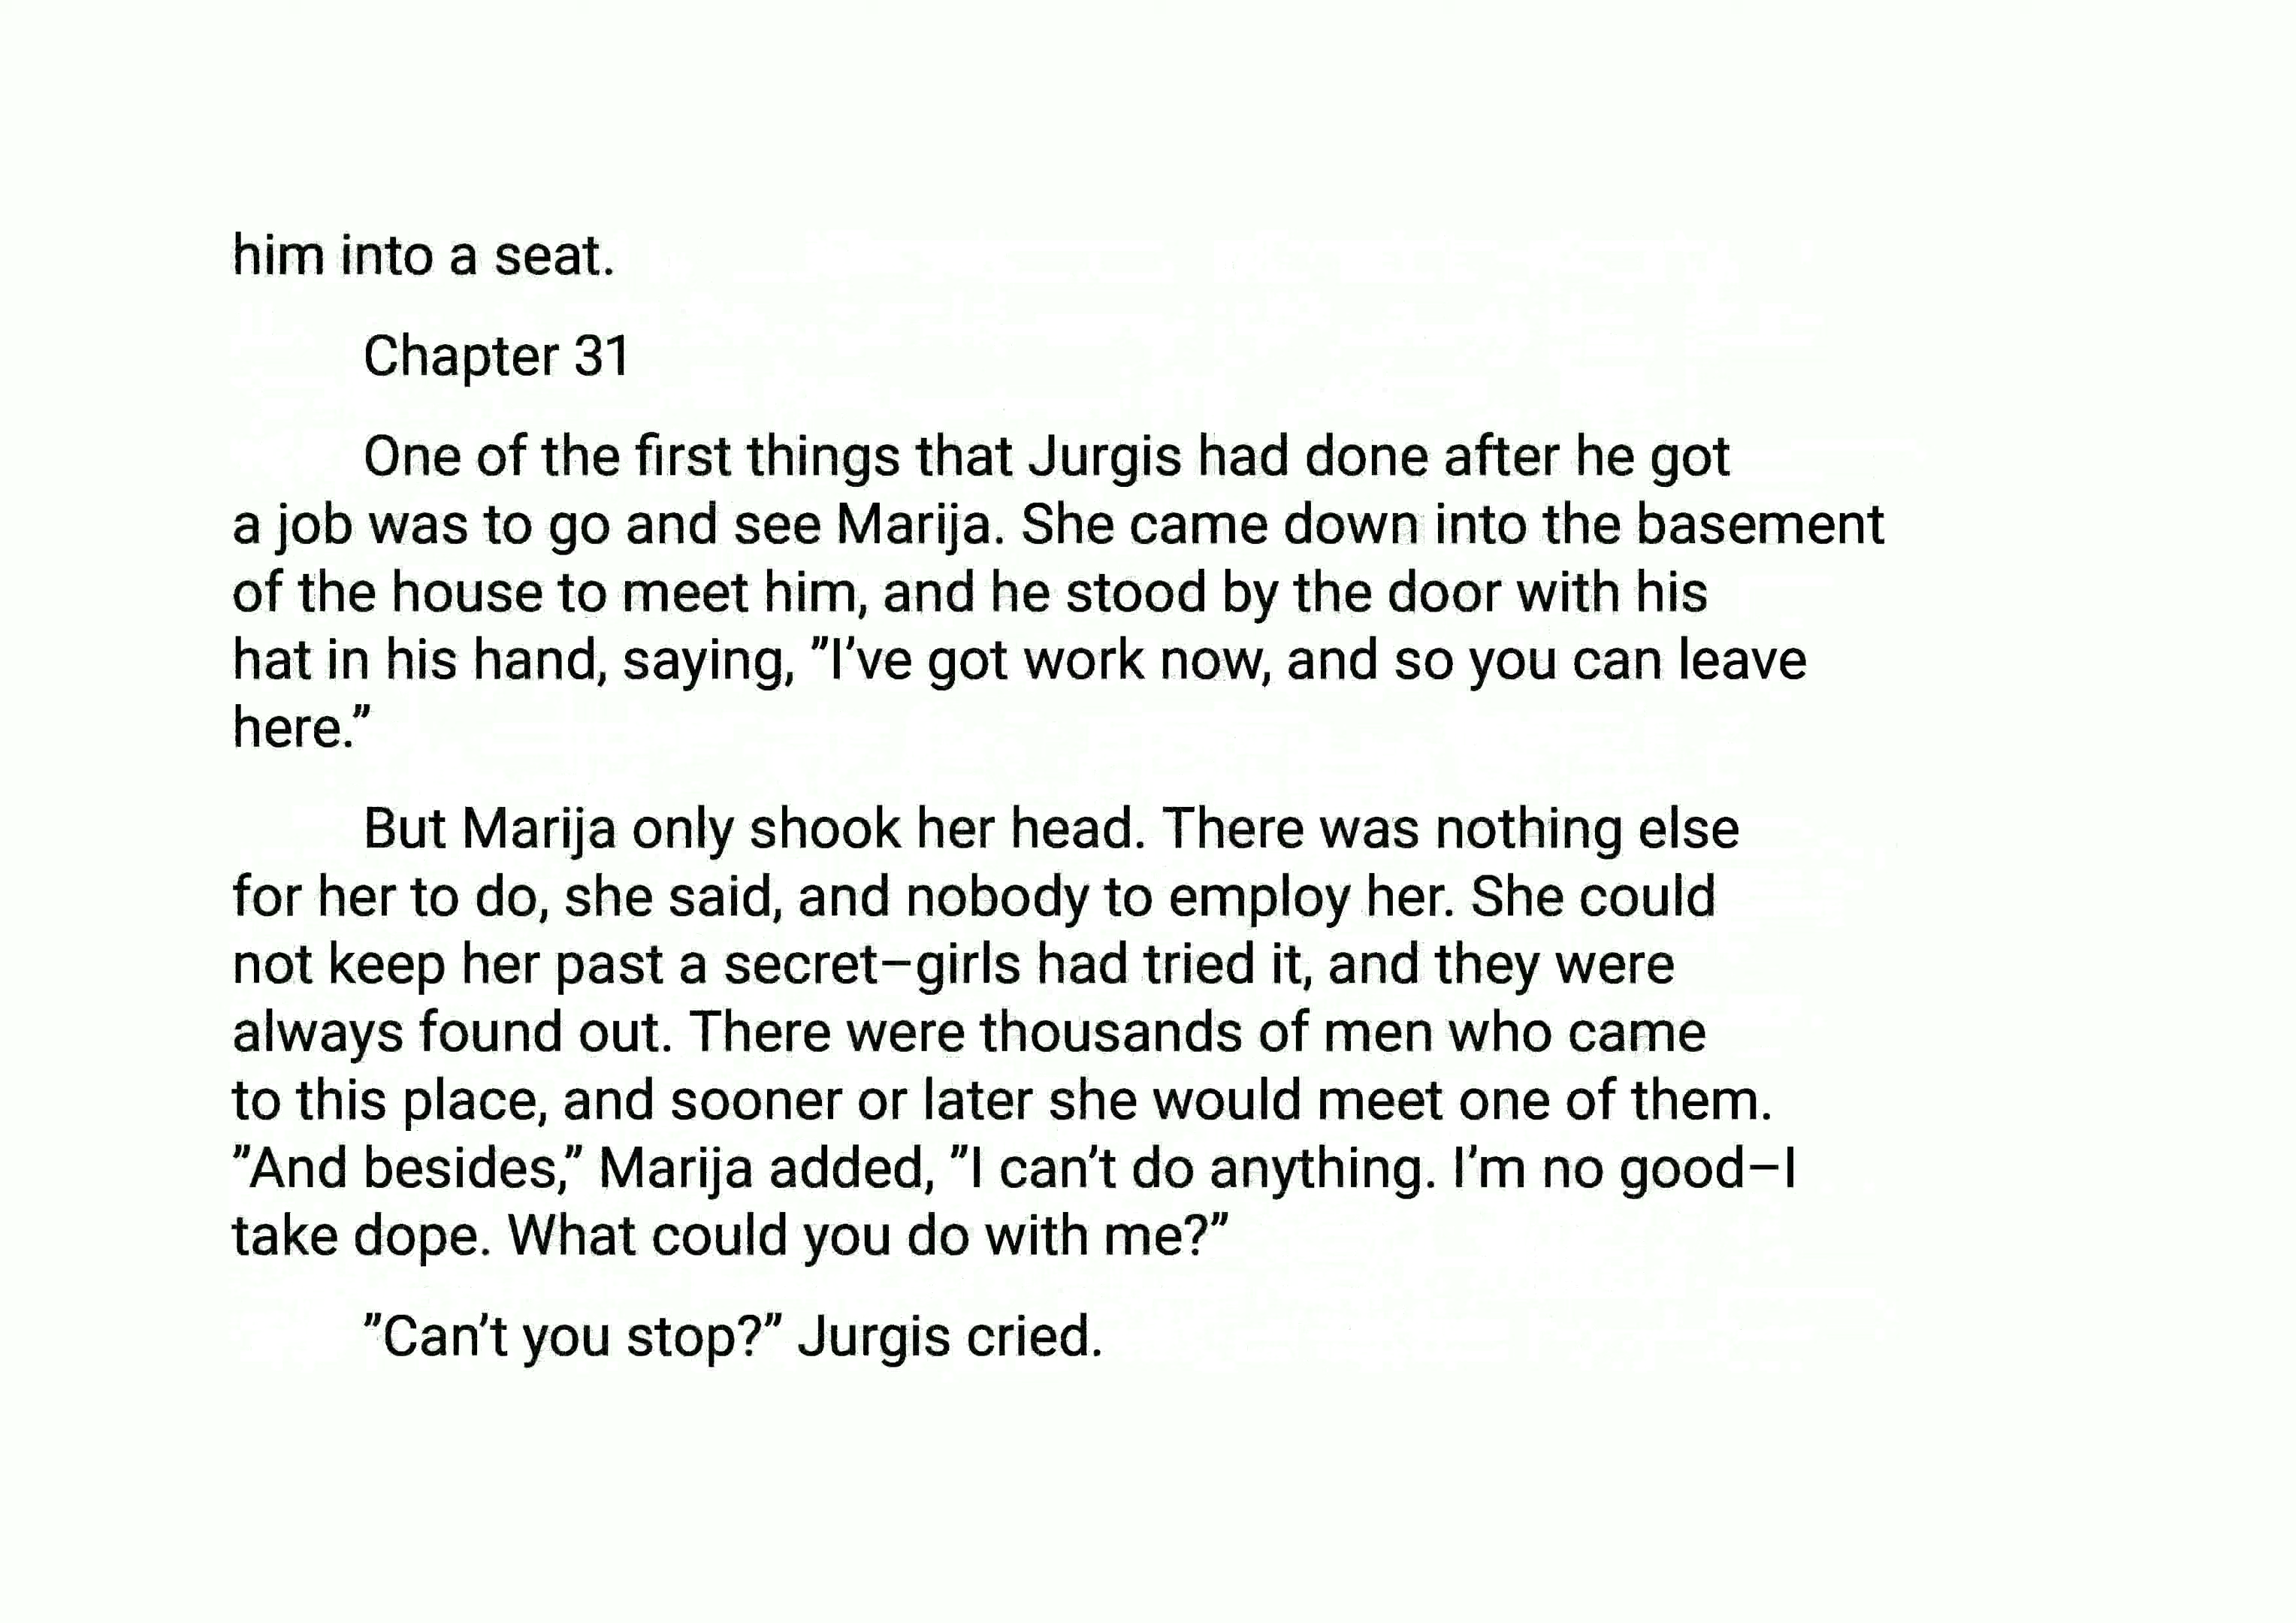 him into a seat.
Chapter 31
One of the first things that Jurgis had done after he got
a job was to go and see Marija. She came down into the basement
of the house to meet him, and he stood by the door with his
hat in his hand, saying, ”I’ve got work now, and so you can leave
here.”
But Marija only shook her head. There was nothing else
for her to do, she said, and nobody to employ her. She could
not keep her past a secret–girls had tried it, and they were
always found out. There were thousands of men who came
to this place, and sooner or later she would meet one of them.
”And besides,” Marija added, ”I can’t do anything. I’m no good–I
take dope. What could you do with me?”
”Can’t you stop?” Jurgis cried.